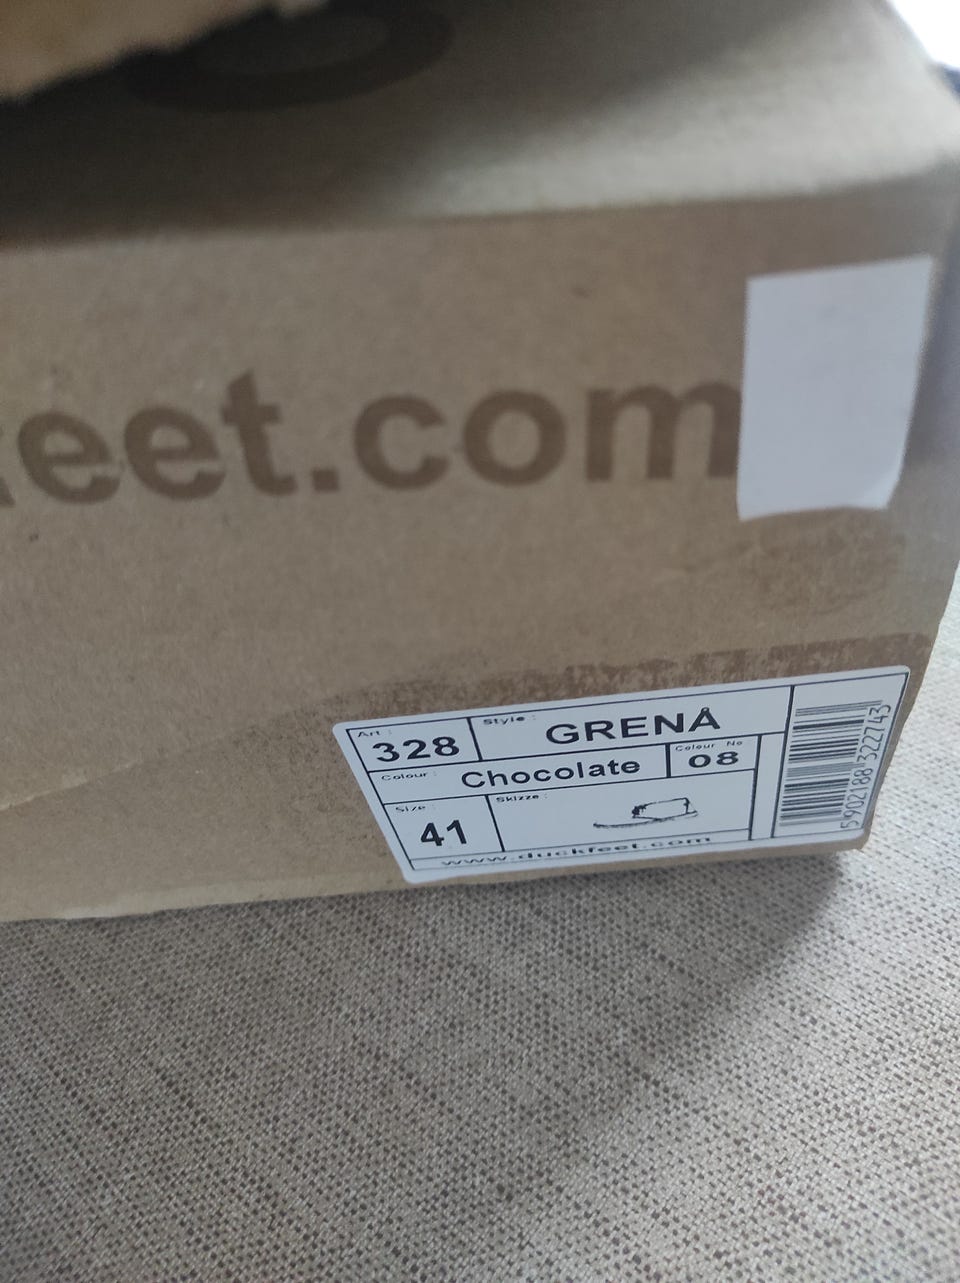 eet.com
Art :
328
Style :
GRENÅ
Colour :
Chocolate
Colour No
08
Size :
41
Skizze :
www.duckfeet.com
5902188322743